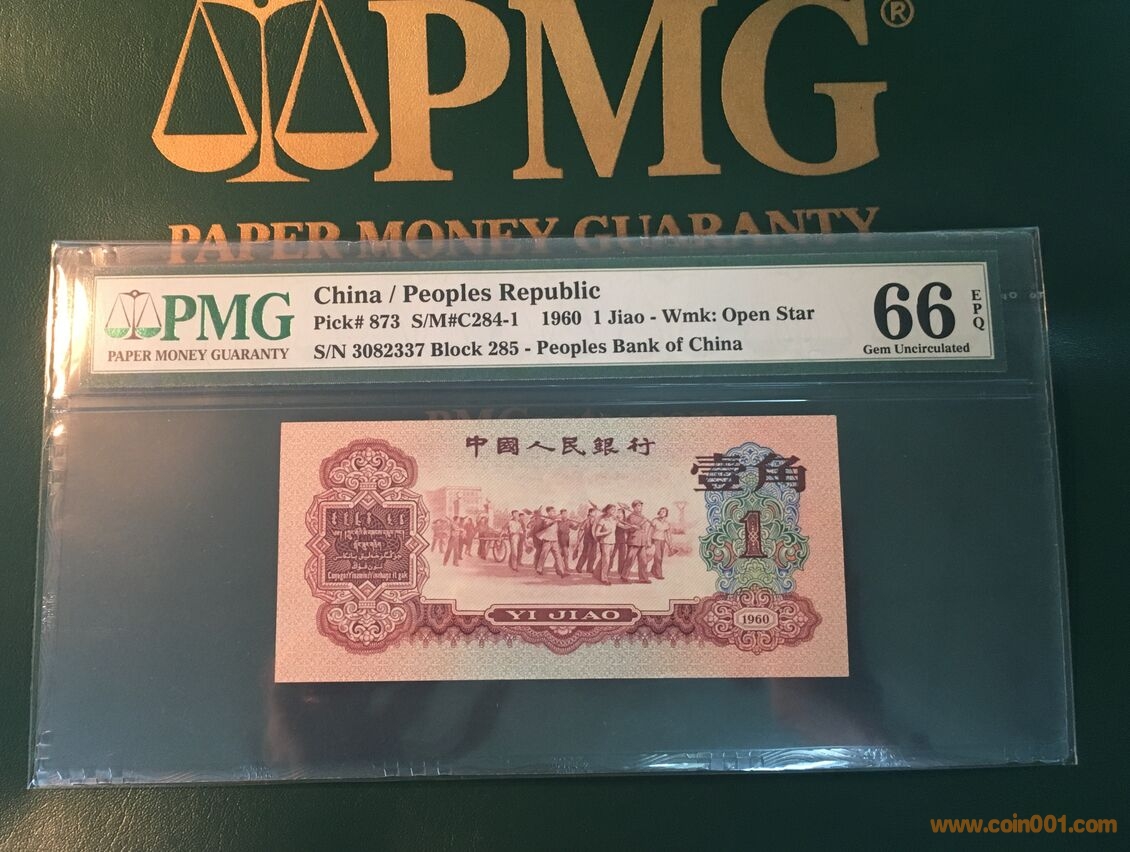 PMG®
PAPER MONEY GUARANTY
PMG
PAPER MONEY GUARANTY
China / Peoples Republic
Pick# 873 S/M#C284-1 1960 1 Jiao - Wmk: Open Star
S/N 3082337 Block 285 - Peoples Bank of China
66
EPQ
Gem Uncirculated
中國人民銀行
壹角
1
YI JIAO
1960
www.coin001.com